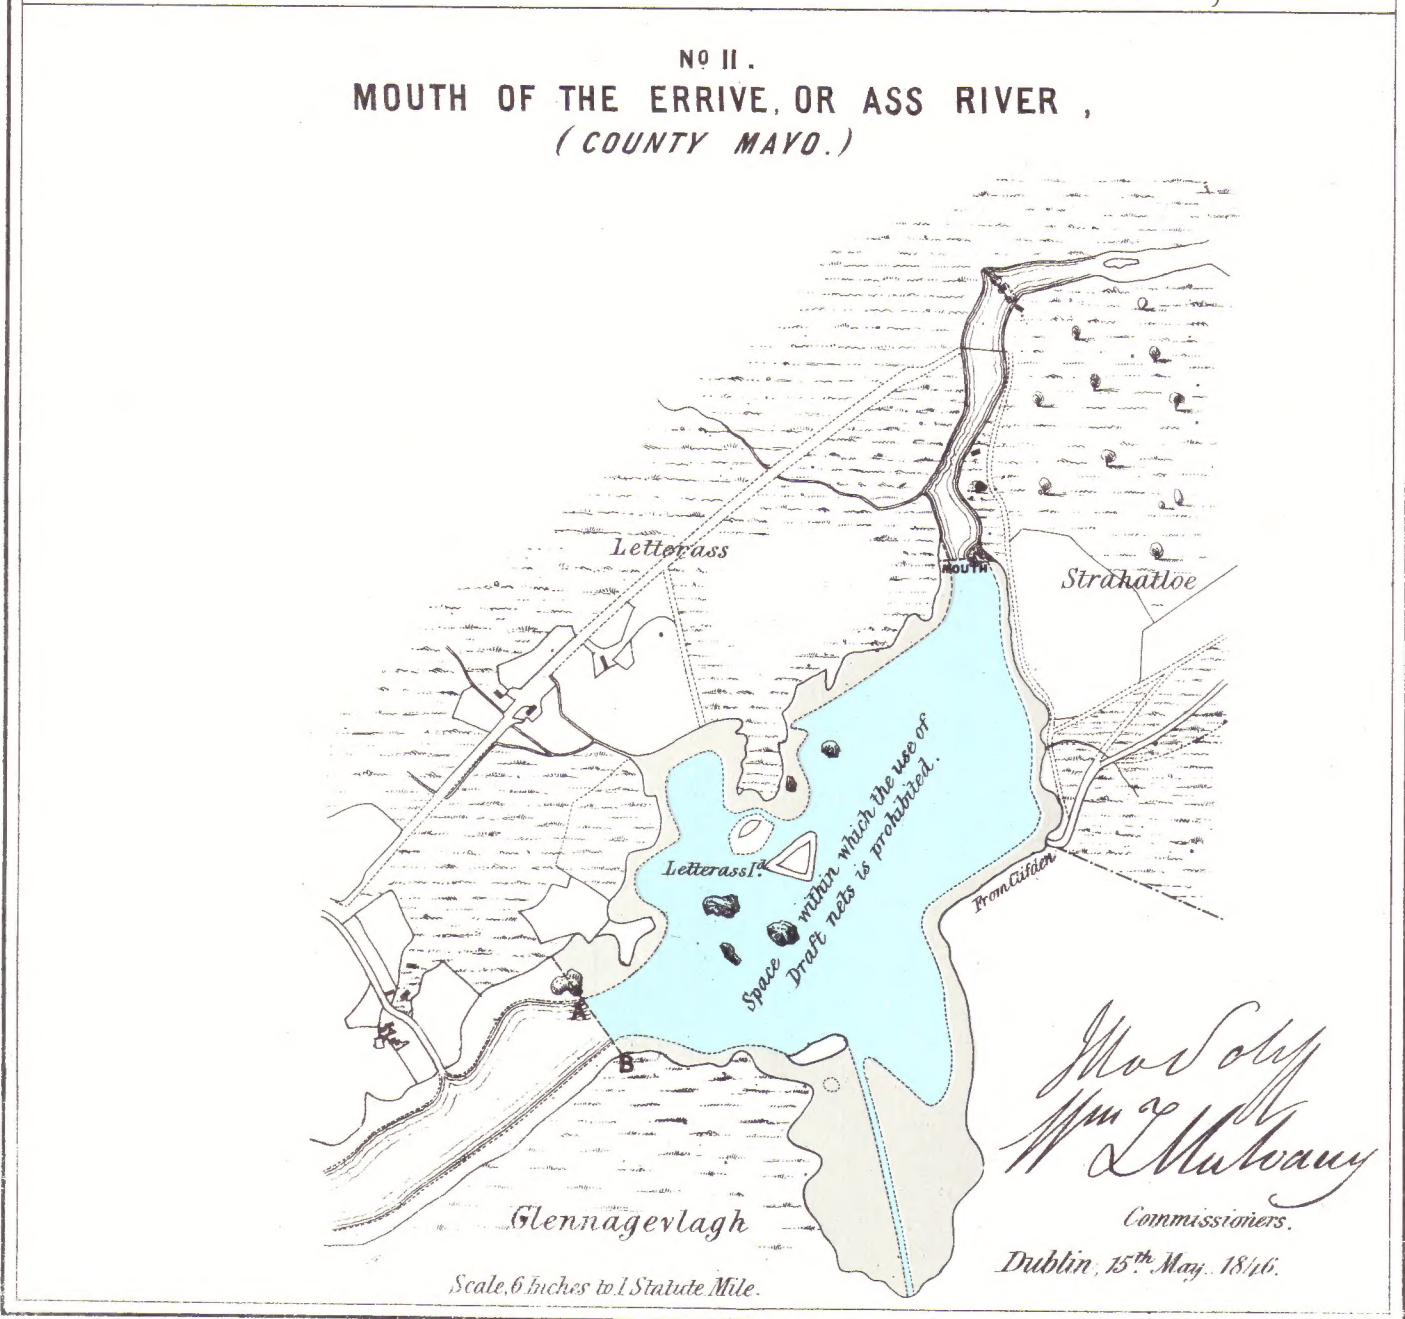 Nº II.
MOUTH OF THE ERRIVE, OR ASS RIVER,
(COUNTY MAYO.)
Letterass
MOUTH
Strahatloe
Space within which the use of
Draft nets is prohibited.
Letterass Id.
From Clifden
A
B
Glennagevlagh
Wm T Mulvany
Commissioners.
Dublin, 15th May. 1846.
Scale, 6 Inches to 1 Statute Mile.